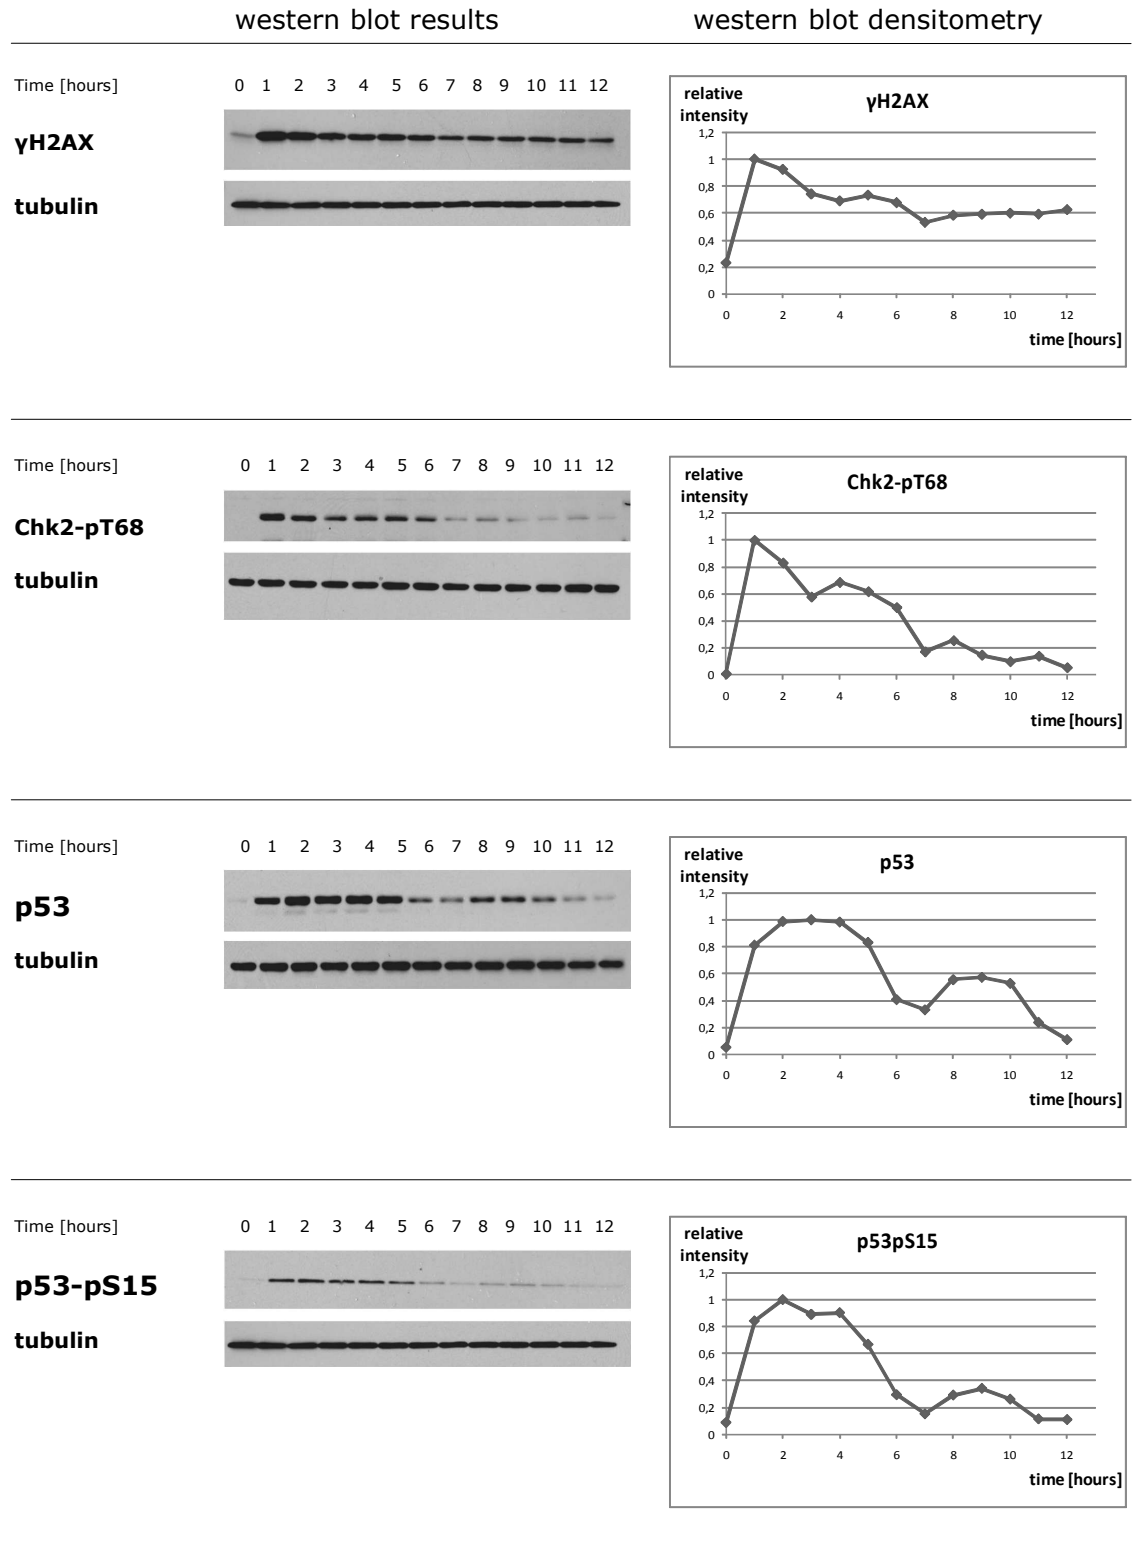 western blot results western blot densitometry
Time [hours] 0 1 2 3 4 5 6 7 8 9 10 11 12
γH2AX
tubulin
relative intensity
γH2AX
1,2
1
0,8
0,6
0,4
0,2
0
0 2 4 6 8 10 12
time [hours]
Time [hours] 0 1 2 3 4 5 6 7 8 9 10 11 12
Chk2-pT68
tubulin
relative intensity
Chk2-pT68
1,2
1
0,8
0,6
0,4
0,2
0
0 2 4 6 8 10 12
time [hours]
Time [hours] 0 1 2 3 4 5 6 7 8 9 10 11 12
p53
tubulin
relative intensity
p53
1,2
1
0,8
0,6
0,4
0,2
0
0 2 4 6 8 10 12
time [hours]
Time [hours] 0 1 2 3 4 5 6 7 8 9 10 11 12
p53-pS15
tubulin
relative intensity
p53pS15
1,2
1
0,8
0,6
0,4
0,2
0
0 2 4 6 8 10 12
time [hours]